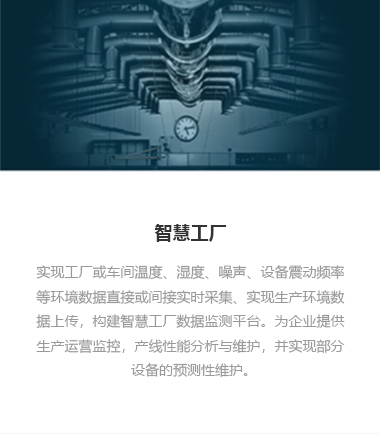 智慧工厂
实现工厂或车间温度、湿度、噪声、设备震动频率
等环境数据直接或间接实时采集、实现生产环境数
据上传，构建智慧工厂数据监测平台。为企业提供
生产运营监控，产线性能分析与维护，并实现部分
设备的预测性维护。